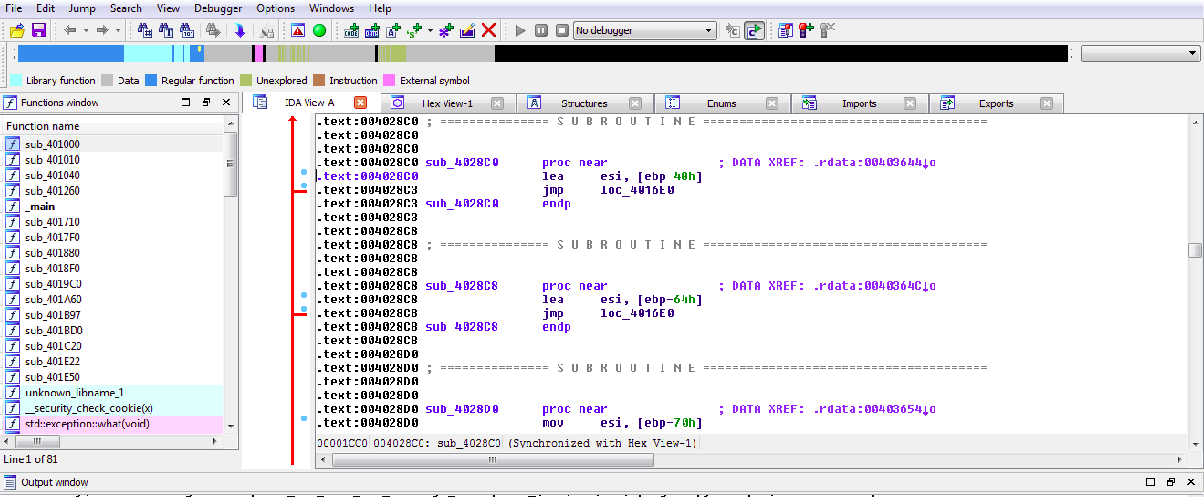 File Edit Jump Search View Debugger Options Windows Help
No debugger
Library function Data Regular function Unexplored Instruction External symbol
Functions window
IDA View-A Hex View-1 Structures Enums Imports Exports
Function name
sub_401000
sub_401010
sub_401040
sub_401260
_main
sub_401710
sub_4017F0
sub_401880
sub_4018F0
sub_4019C0
sub_401A60
sub_401B97
sub_401BD0
sub_401C20
sub_401E22
sub_401E50
unknown_libname_1
__security_check_cookie(x)
std::exception::what(void)
Line 1 of 81
.text:004028C0 ; =============== S U B R O U T I N E =======================================
.text:004028C0
.text:004028C0
.text:004028C0 sub_4028C0 proc near ; DATA XREF: .rdata:00403644↓o
.text:004028C0 lea esi, [ebp-40h]
.text:004028C3 jmp loc_4016E0
.text:004028C3 sub_4028C0 endp
.text:004028C3
.text:004028C8
.text:004028C8 ; =============== S U B R O U T I N E =======================================
.text:004028C8
.text:004028C8
.text:004028C8 sub_4028C8 proc near ; DATA XREF: .rdata:0040364C↓o
.text:004028C8 lea esi, [ebp-64h]
.text:004028CB jmp loc_4016E0
.text:004028CB sub_4028C8 endp
.text:004028CB
.text:004028D0
.text:004028D0 ; =============== S U B R O U T I N E =======================================
.text:004028D0
.text:004028D0
.text:004028D0 sub_4028D0 proc near ; DATA XREF: .rdata:00403654↓o
.text:004028D0 mov esi, [ebp-70h]
00001CC0 004028C0: sub_4028C0 (Synchronized with Hex View-1)
Output window